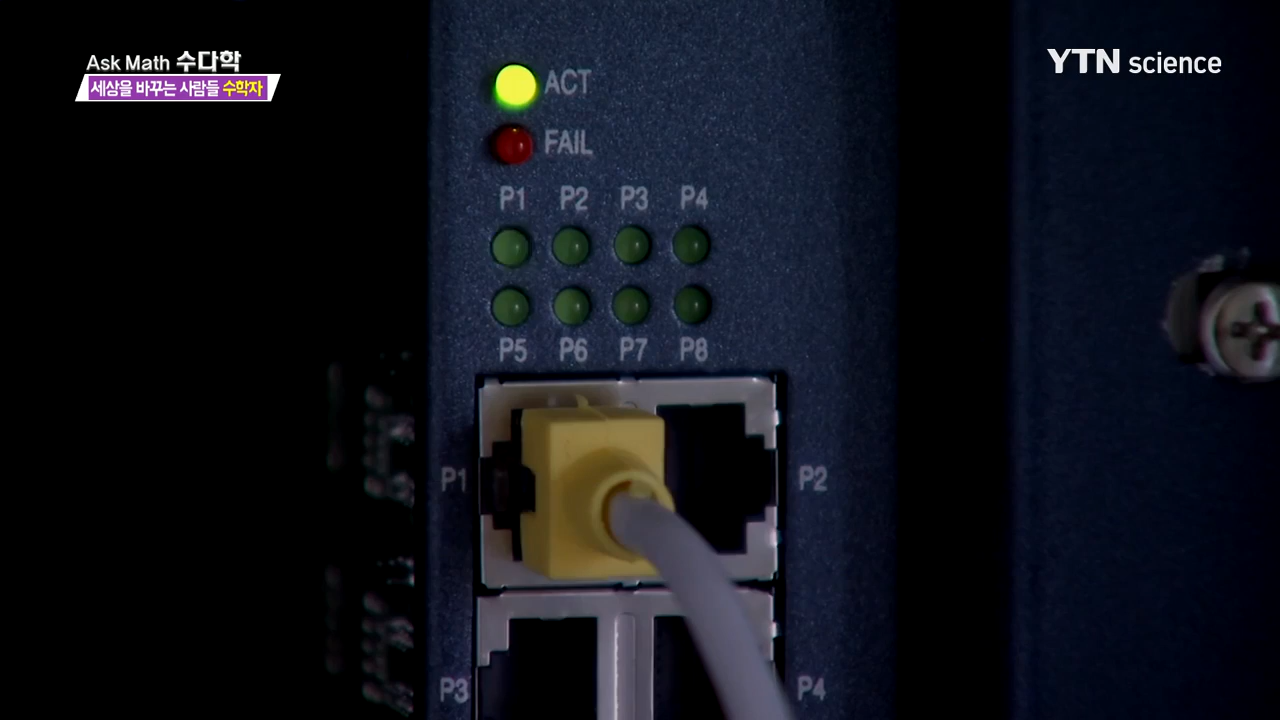 Ask Math 수다학
세상을 바꾸는 사람들 수학자
YTN science
ACT
FAIL
P1 P2 P3 P4
P5 P6 P7 P8
P1 P2
P3 P4